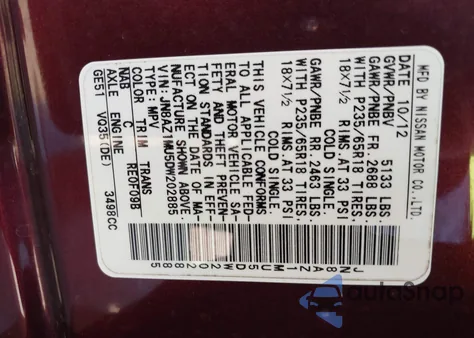 MFD BY NISSAN MOTOR CO.,LTD.
DATE 10/12
GVWR/PNBV 5133 LBS:
GAWR/PNBE FR. 2688 LBS:
WITH P235/65R18 TIRES,
18X7½ RIMS.AT 33 PSI
COLD SINGLE.
GAWR/PNBE RR. 2463 LBS:
WITH P235/65R18 TIRES,
18X7½ RIMS.AT 33 PSI
COLD SINGLE.
THIS VEHICLE CONFORMS
TO ALL APPLICABLE FED-
ERAL MOTOR VEHICLE SA-
FETY AND THEFT PREVEN-
TION STANDARDS IN EFF-
ECT ON THE DATE OF MA-
NUFACTURE SHOWN ABOVE.
VIN:JN8AZ1MU5DW202885
TYPE: MPV
COLOR TRIM TRANS
NAB C RE0F09B
AXLE ENGINE
GE51 VQ35(DE) 3498CC
JN8AZ1MU5DW202885
autoSnap